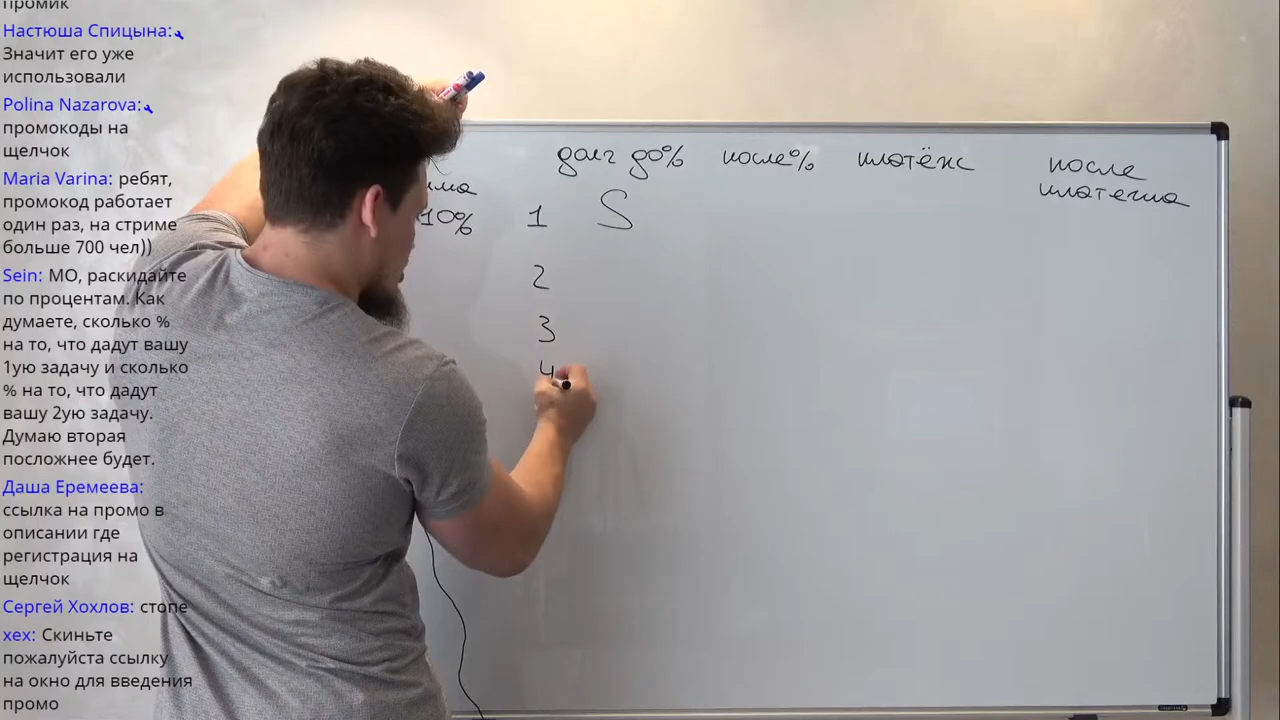 промик
Настюша Спицына:
Значит его уже
использовали
Polina Nazarova:
промокоды на
щелчок
Maria Varina: ребят,
промокод работает
один раз, на стриме
больше 700 чел))
Sein: МО, раскидайте
по процентам. Как
думаете, сколько %
на то, что дадут вашу
1ую задачу и сколько
% на то, что дадут
вашу 2ую задачу.
Думаю вторая
посложнее будет.
Даша Еремеева:
ссылка на промо в
описании где
регистрация на
щелчок
Сергей Хохлов: стопе
хех: Скиньте
пожалуйста ссылку
на окно для введения
промо
долг до% после% платёж после
платежа
10% 1 S
2
3
4